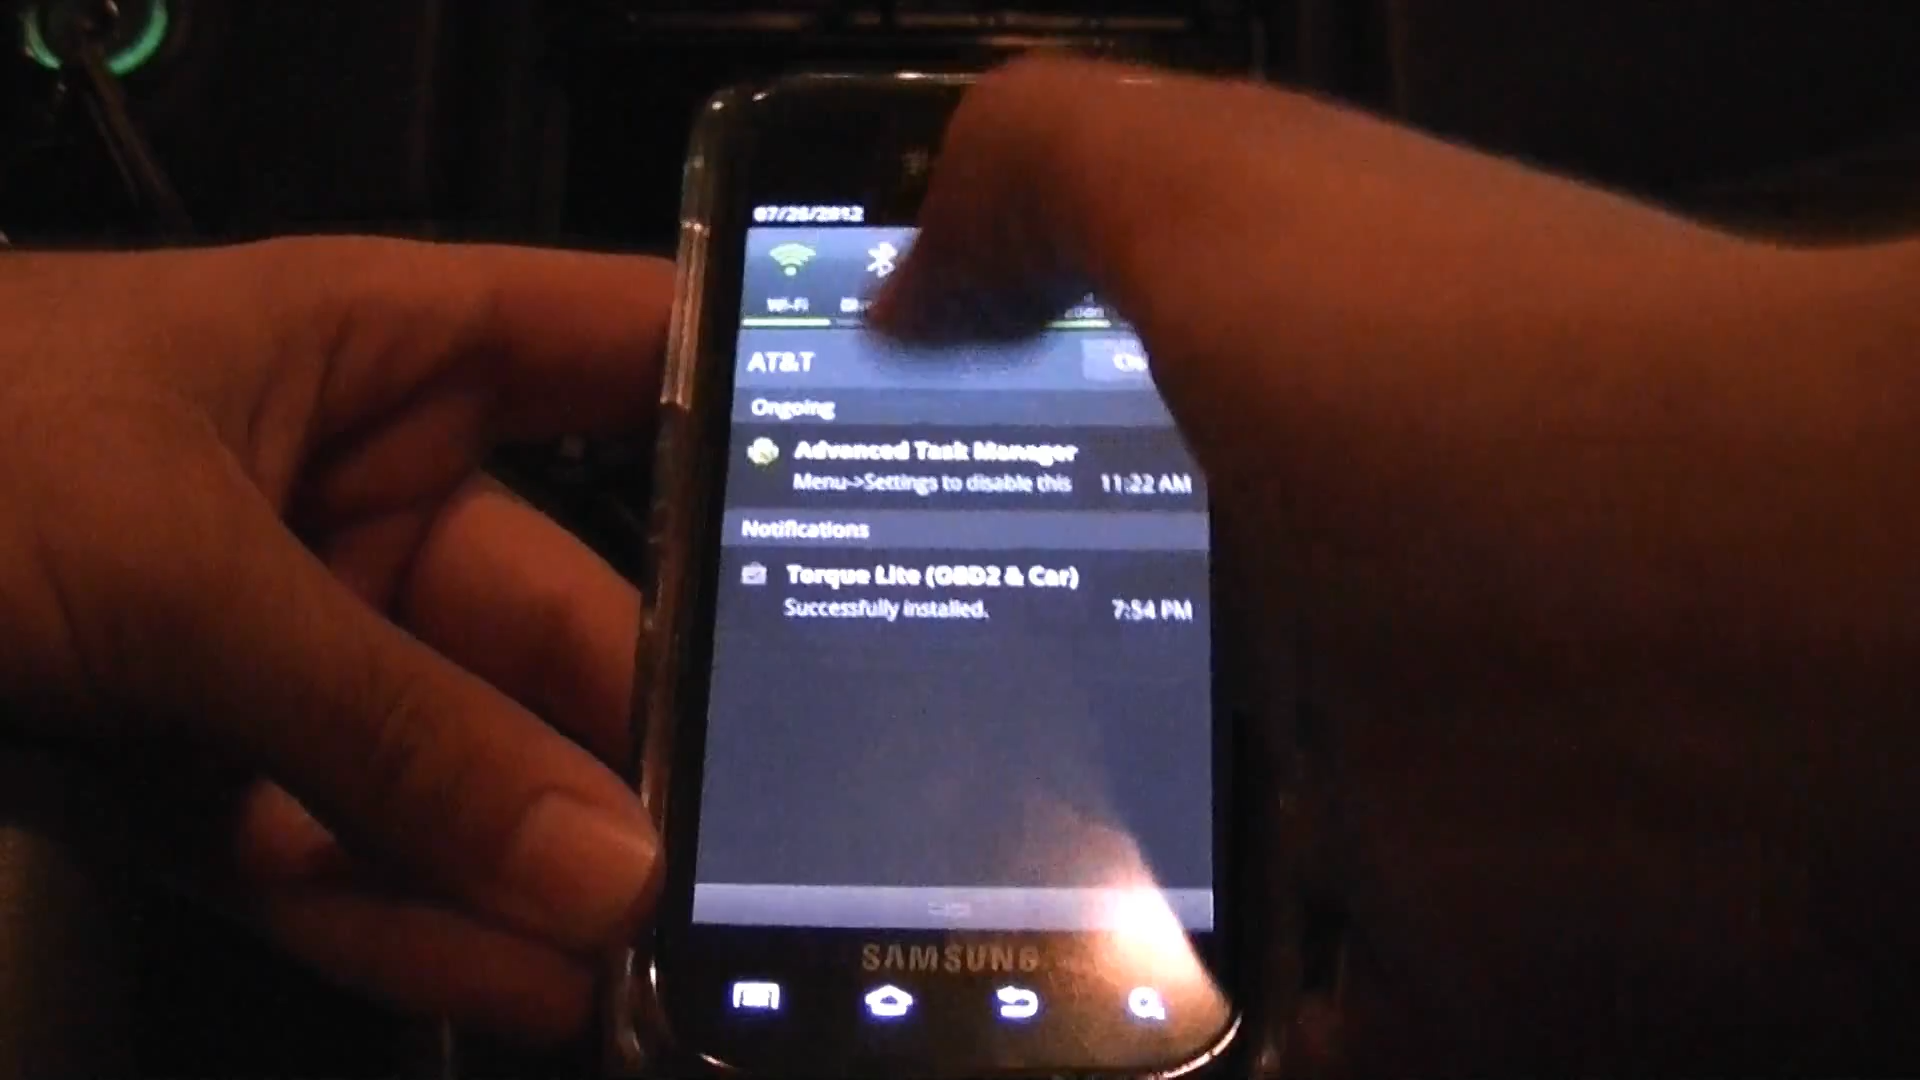 07/26/2012
Wi-Fi
AT&T
Ongoing
Advanced Task Manager
Menu->Settings to disable this 11:22 AM
Notifications
Torque Lite (OBD2 & Car)
Successfully installed. 7:54 PM
SAMSUNG